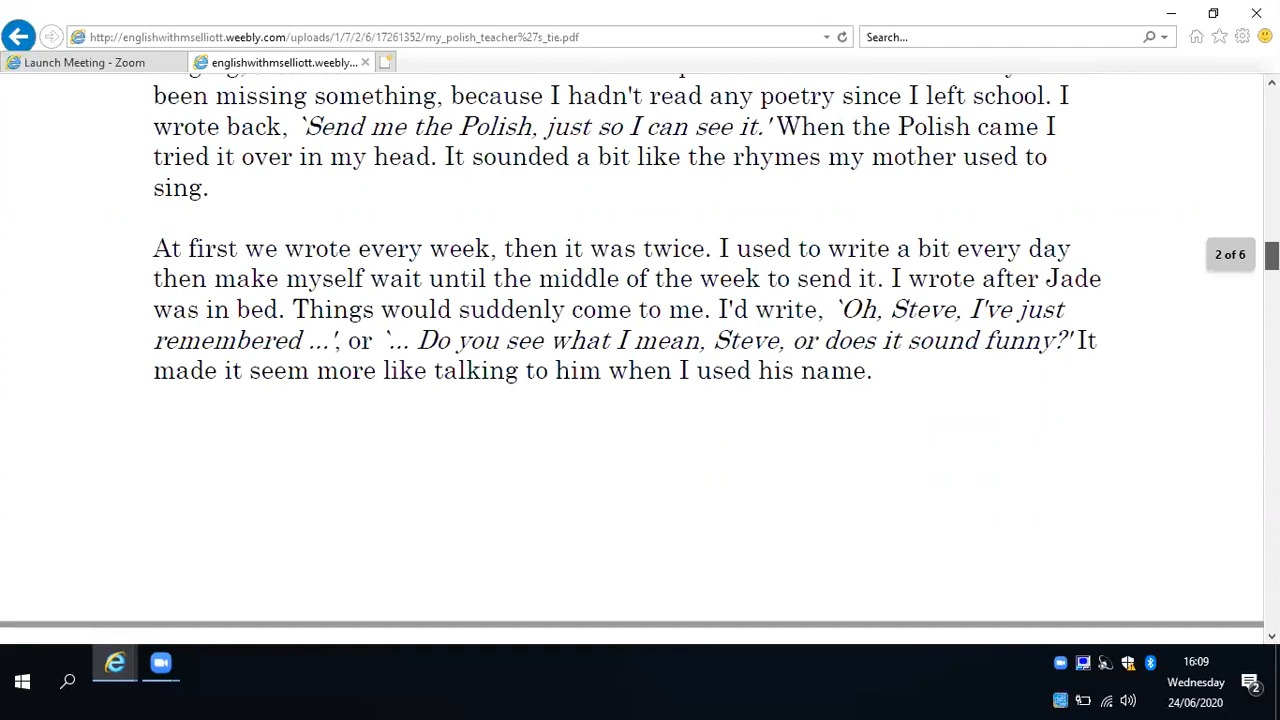 http://englishwithmselliott.weebly.com/uploads/1/7/2/6/17261352/my_polish_teacher%27s_tie.pdf
Search...
Launch Meeting - Zoom
englishwithmselliott.weebly...
been missing something, because I hadn't read any poetry since I left school. I
wrote back, `Send me the Polish, just so I can see it.' When the Polish came I
tried it over in my head. It sounded a bit like the rhymes my mother used to
sing.
At first we wrote every week, then it was twice. I used to write a bit every day
then make myself wait until the middle of the week to send it. I wrote after Jade
was in bed. Things would suddenly come to me. I'd write, `Oh, Steve, I've just
remembered ...', or `... Do you see what I mean, Steve, or does it sound funny?' It
made it seem more like talking to him when I used his name.
2 of 6
16:09
Wednesday
24/06/2020
2